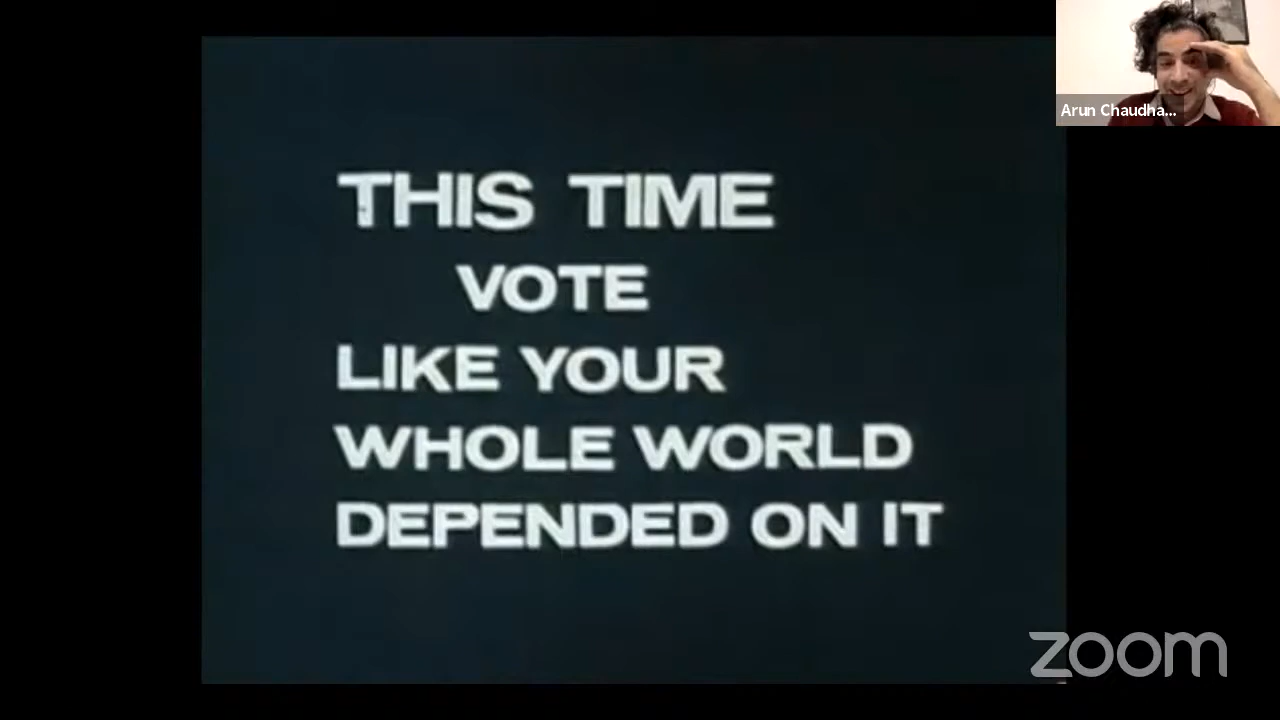 Arun Chaudha...
THIS TIME
VOTE
LIKE YOUR
WHOLE WORLD
DEPENDED ON IT
zoom